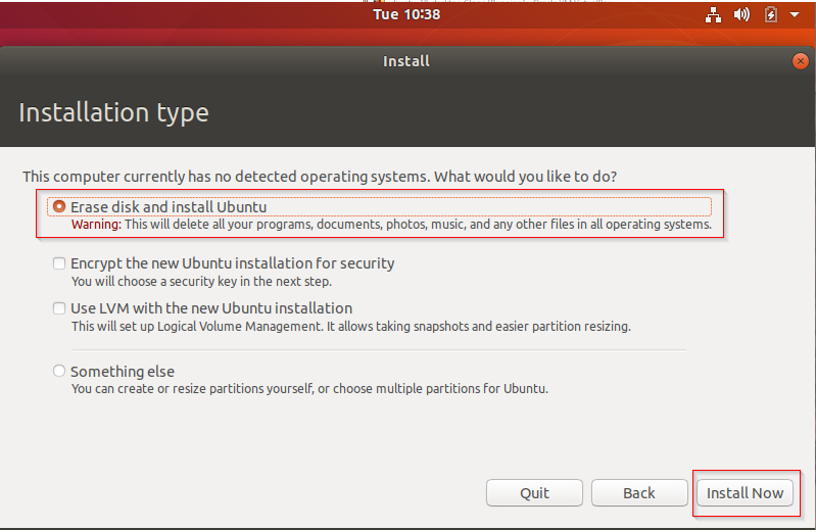 Tue 10:38
Install
Installation type
This computer currently has no detected operating systems. What would you like to do?
Erase disk and install Ubuntu
Warning: This will delete all your programs, documents, photos, music, and any other files in all operating systems.
Encrypt the new Ubuntu installation for security
You will choose a security key in the next step.
Use LVM with the new Ubuntu installation
This will set up Logical Volume Management. It allows taking snapshots and easier partition resizing.
Something else
You can create or resize partitions yourself, or choose multiple partitions for Ubuntu.
Quit
Back
Install Now